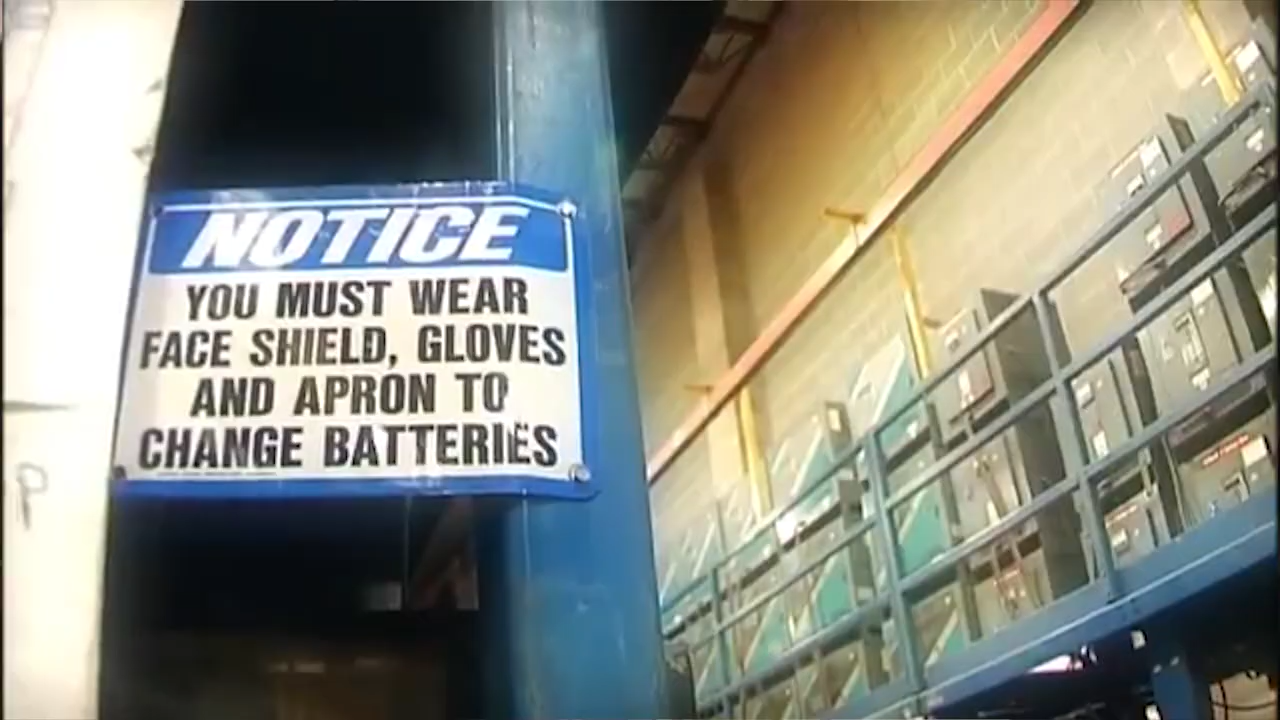 NOTICE
YOU MUST WEAR
FACE SHIELD, GLOVES
AND APRON TO
CHANGE BATTERIES
P